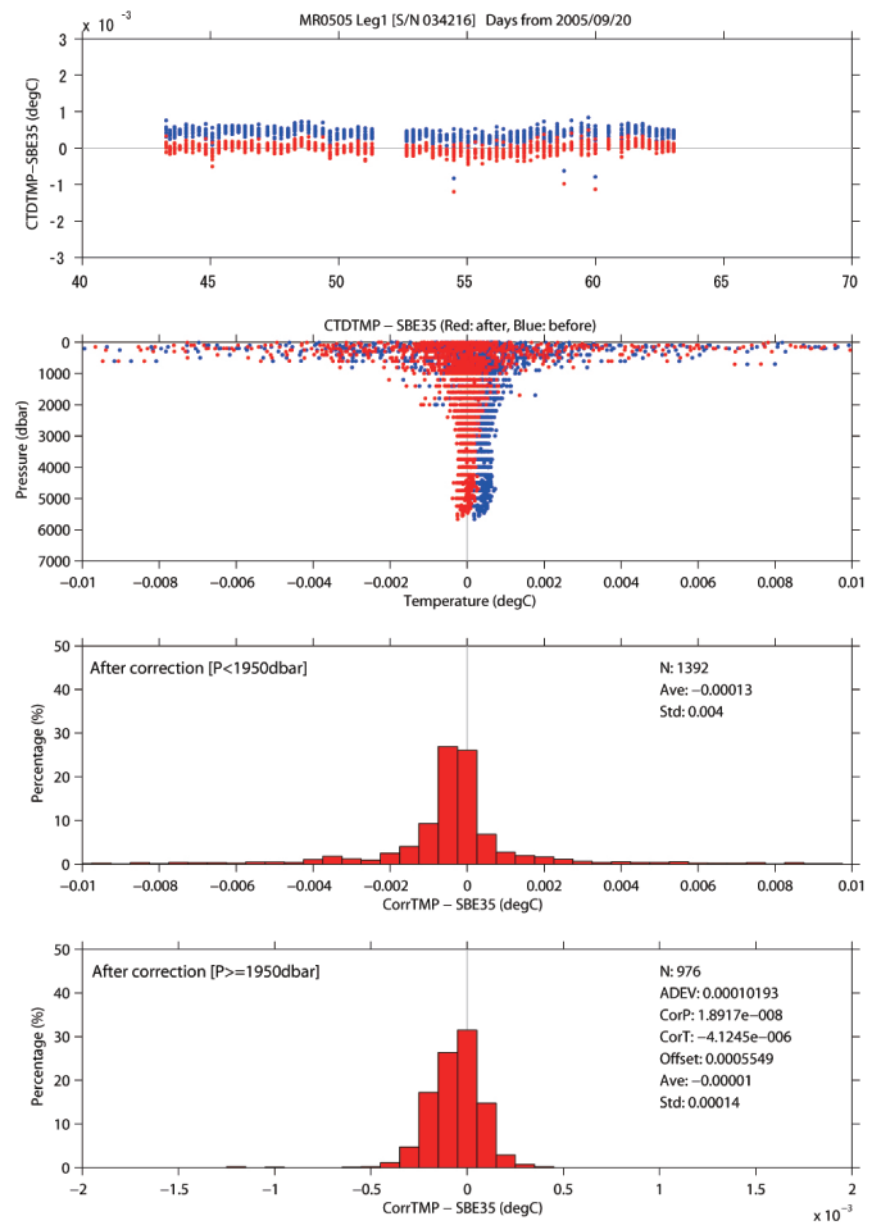 MR0505 Leg1 [S/N 034216] Days from 2005/09/20
x 10⁻³
3
2
1
0
-1
-2
-3
CTDTMP−SBE35 (degC)
40 45 50 55 60 65 70
CTDTMP − SBE35 (Red: after, Blue: before)
0
1000
2000
3000
4000
5000
6000
7000
Pressure (dbar)
−0.01 −0.008 −0.006 −0.004 −0.002 0 0.002 0.004 0.006 0.008 0.01
Temperature (degC)
After correction [P<1950dbar]
N: 1392
Ave: −0.00013
Std: 0.004
50
40
30
20
10
0
Percentage (%)
−0.01 −0.008 −0.006 −0.004 −0.002 0 0.002 0.004 0.006 0.008 0.01
CorrTMP − SBE35 (degC)
After correction [P>=1950dbar]
N: 976
ADEV: 0.00010193
CorP: 1.8917e−008
CorT: −4.1245e−006
Offset: 0.0005549
Ave: −0.00001
Std: 0.00014
50
40
30
20
10
0
Percentage (%)
−2 −1.5 −1 −0.5 0 0.5 1 1.5 2
CorrTMP − SBE35 (degC)
x 10⁻³